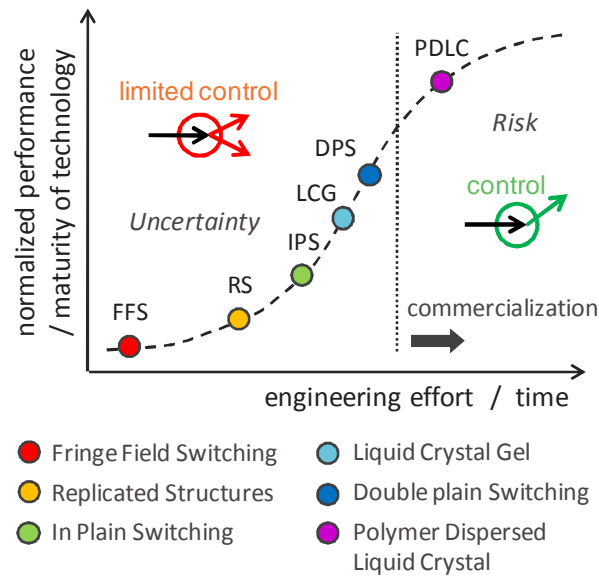 normalized performance
/ maturity of technology
limited control
Uncertainty
FFS
RS
IPS
LCG
DPS
PDLC
Risk
control
commercialization
engineering effort / time
Fringe Field Switching
Replicated Structures
In Plain Switching
Liquid Crystal Gel
Double plain Switching
Polymer Dispersed
Liquid Crystal